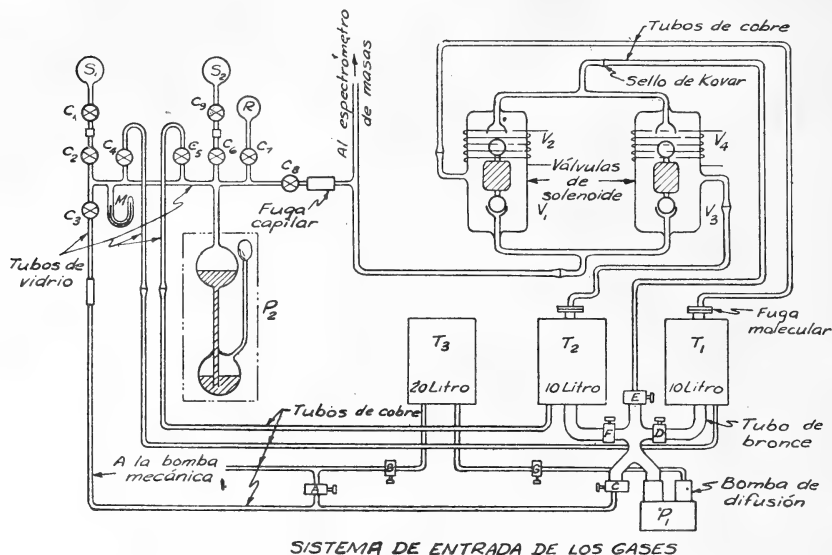 Tubos de cobre
Sello de Kovar
S1
S2
R
C1
C9
C2
C4
C5
C6
C7
C8
C3
M
Al espectrómetro
de masas
Fuga
capilar
V2
V4
Válvulas
de
solenoide
V1
V3
Tubos de
vidrio
P2
T3
20 Litro
T2
10 Litro
T1
10 Litro
Fuga
molecular
E
F
D
Tubos de cobre
Tubo de
bronce
A la bomba
mecánica
B
G
A
C
P1
Bomba de
difusión
SISTEMA DE ENTRADA DE LOS GASES